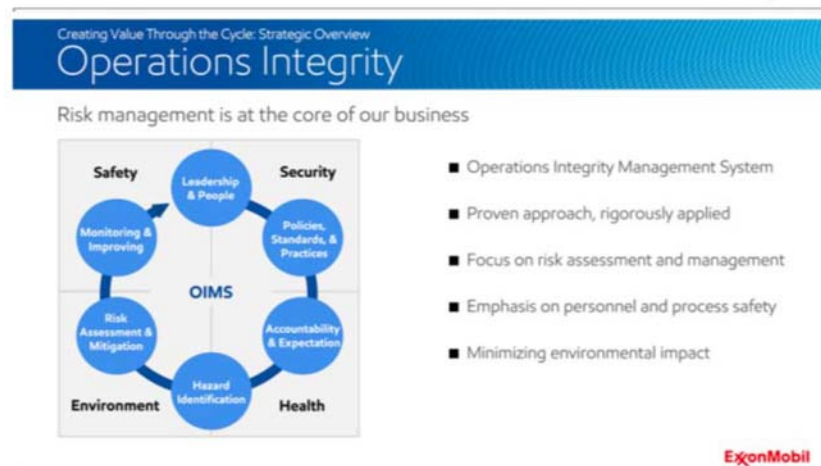 Creating Value Through the Cycle: Strategic Overview
Operations Integrity
Risk management is at the core of our business
Safety
Security
Leadership
& People
Policies,
Standards, &
Practices
Accountability
& Expectation
Hazard
Identification
Risk
Assessment &
Mitigation
Monitoring &
Improving
OIMS
Environment
Health
■ Operations Integrity Management System
■ Proven approach, rigorously applied
■ Focus on risk assessment and management
■ Emphasis on personnel and process safety
■ Minimizing environmental impact
ExxonMobil